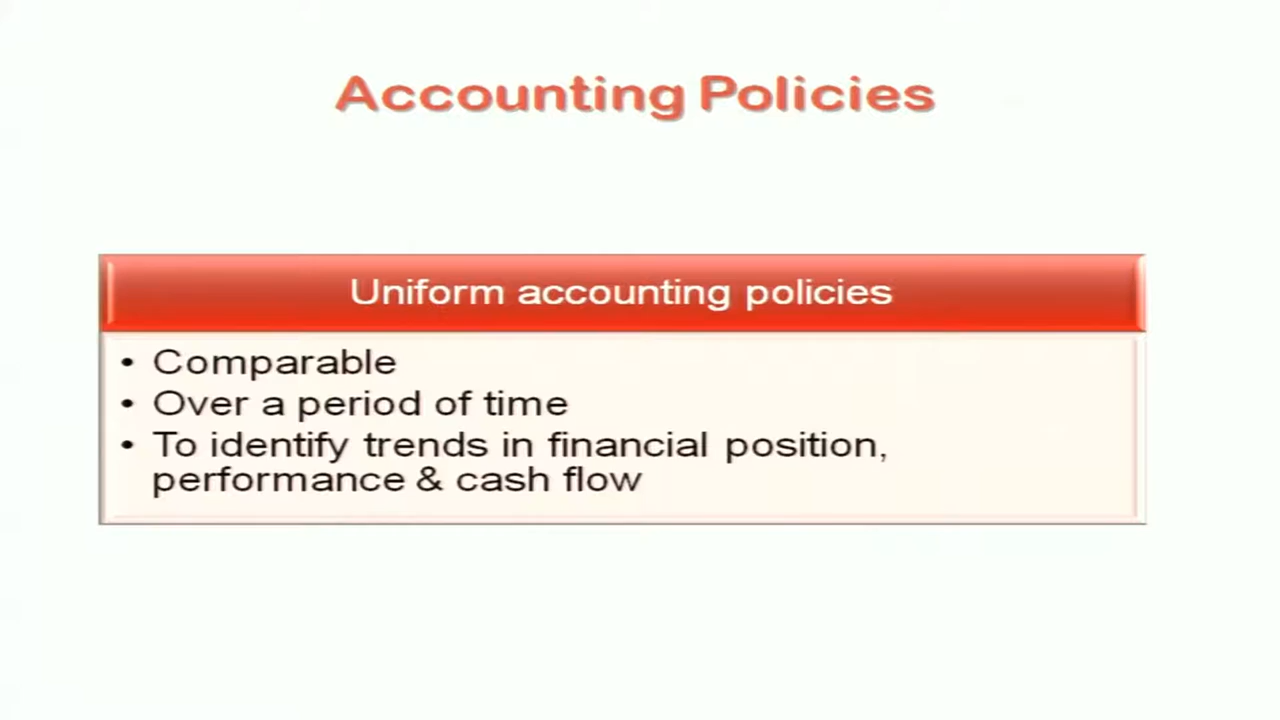 Accounting Policies
Uniform accounting policies
• Comparable
• Over a period of time
• To identify trends in financial position,
performance & cash flow